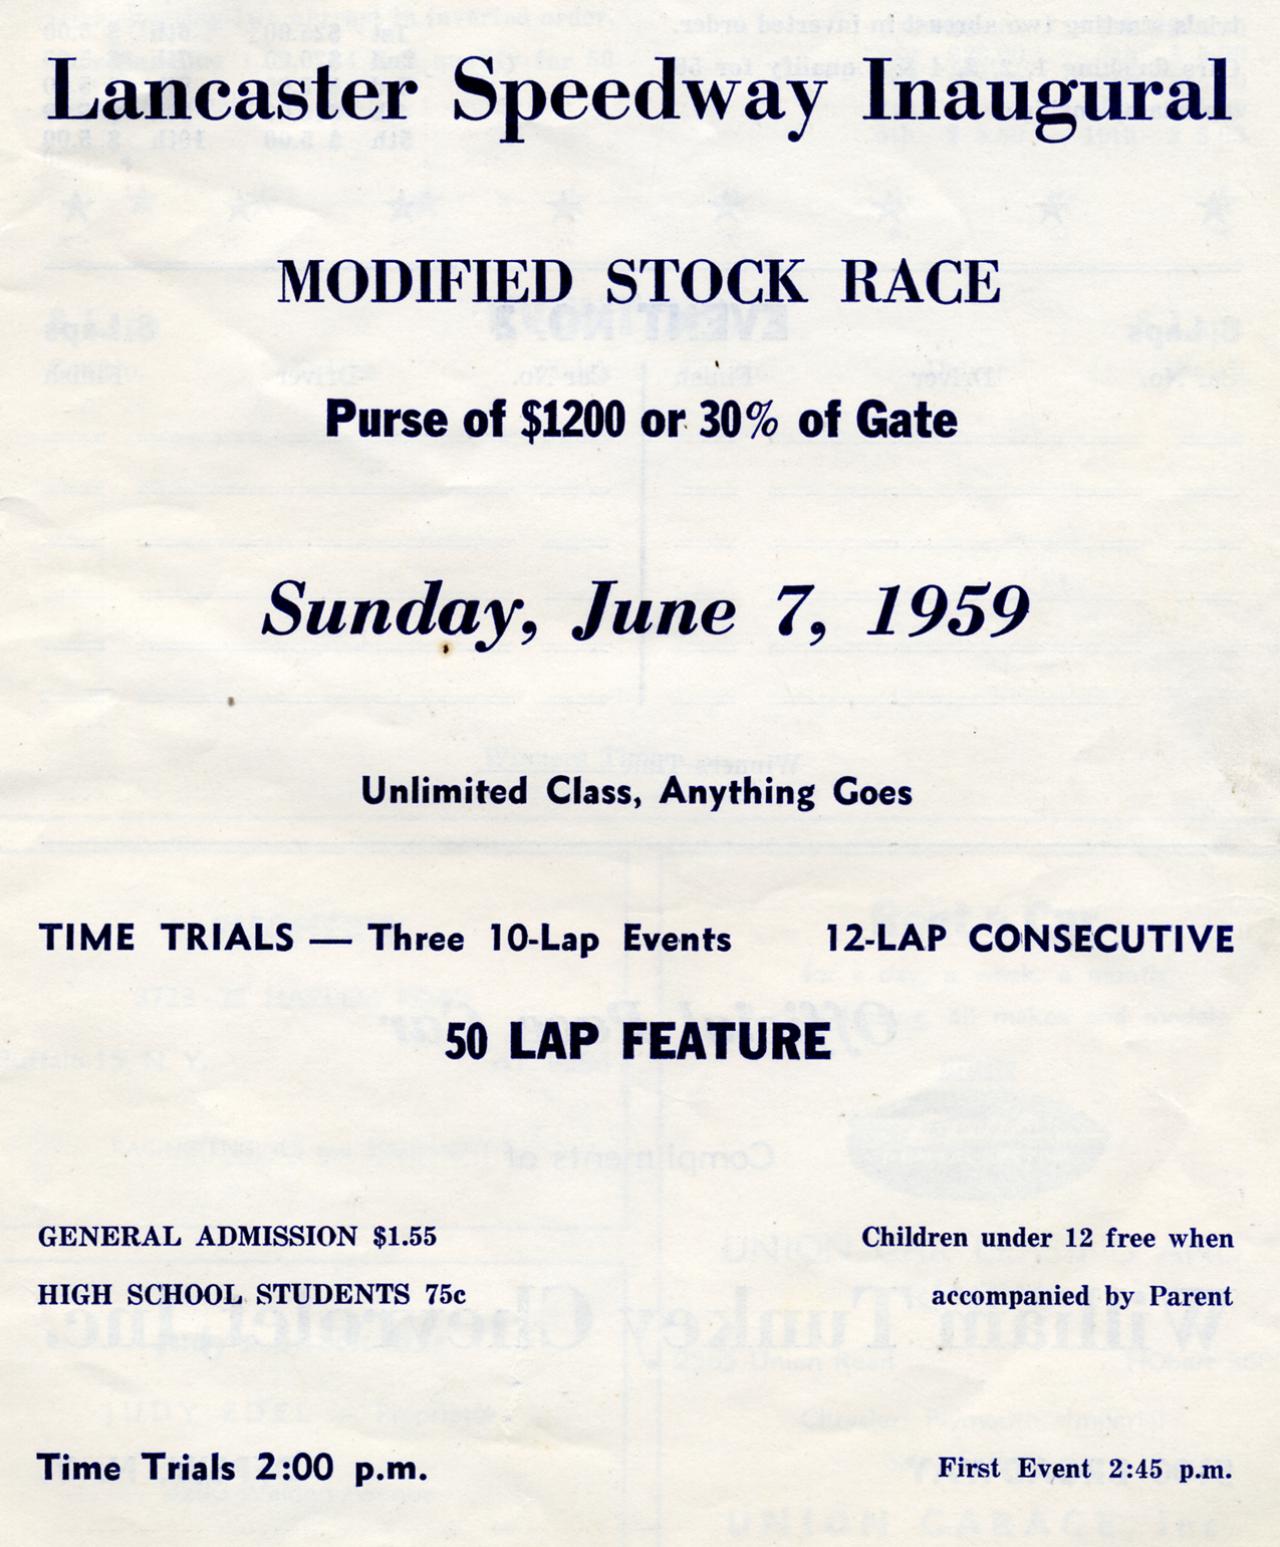 Lancaster Speedway Inaugural
MODIFIED STOCK RACE
Purse of $1200 or 30% of Gate
Sunday, June 7, 1959
Unlimited Class, Anything Goes
TIME TRIALS — Three 10-Lap Events 12-LAP CONSECUTIVE
50 LAP FEATURE
GENERAL ADMISSION $1.55 Children under 12 free when
HIGH SCHOOL STUDENTS 75c accompanied by Parent
Time Trials 2:00 p.m. First Event 2:45 p.m.